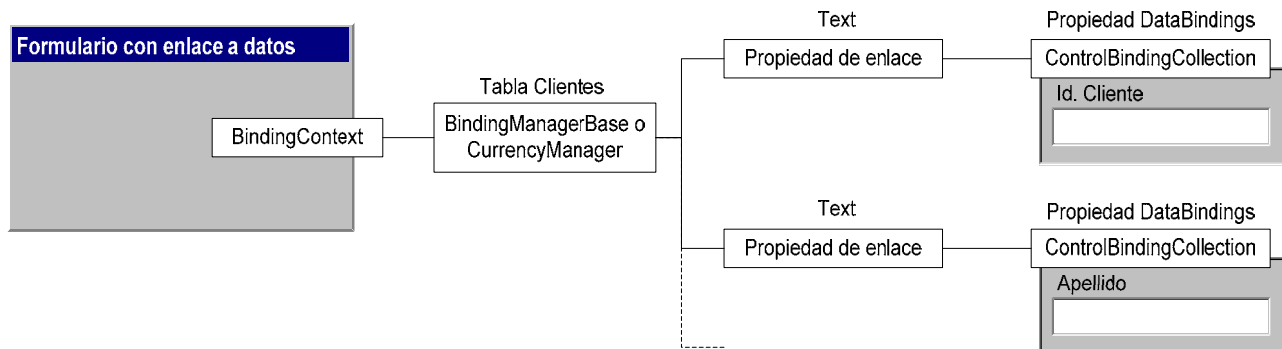 Formulario con enlace a datos
BindingContext
Tabla Clientes
BindingManagerBase o
CurrencyManager
Text
Propiedad de enlace
Propiedad DataBindings
ControlBindingCollection
Id. Cliente
Text
Propiedad de enlace
Propiedad DataBindings
ControlBindingCollection
Apellido